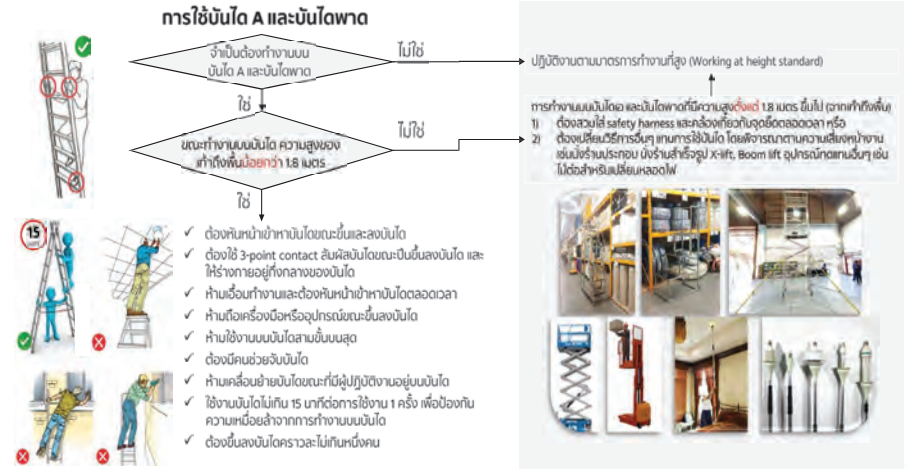 การใช้บันได A และบันไดพาด
จำเป็นต้องทำงานบน
บันได A และบันไดพาด
ไม่ใช่
ปฏิบัติงานตามมาตรการทำงานที่สูง (Working at height standard)
ใช่
ขณะทำงานบนบันได ความสูงของ
เท้าถึงพื้นน้อยกว่า 1.8 เมตร
ไม่ใช่
การทำงานบนบันไดเอ และบันไดพาดที่มีความสูงตั้งแต่ 1.8 เมตร ขึ้นไป (จากเท้าถึงพื้น)
1) ต้องสวมใส่ safety harness และคล้องเกี่ยวกับจุดยึดตลอดเวลา หรือ
2) ต้องเปลี่ยนวิธีการอื่นๆ แทนการใช้บันได โดยพิจารณาตามความเสี่ยงหน้างาน
เช่นนั่งร้านประกอบ นั่งร้านสำเร็จรูป X-lift, Boom lift อุปกรณ์ทดแทนอื่นๆ เช่น
ไม้ต่อสำหรับเปลี่ยนหลอดไฟ
ใช่
15
✓ ต้องหันหน้าเข้าหาบันไดขณะขึ้นและลงบันได
✓ ต้องใช้ 3-point contact สัมผัสบันไดขณะปีนขึ้นลงบันได และ
ให้ร่างกายอยู่กึ่งกลางของบันได
✓ ห้ามเอื้อมทำงานและต้องหันหน้าเข้าหาบันไดตลอดเวลา
✓ ห้ามถือเครื่องมือหรืออุปกรณ์ขณะขึ้นลงบันได
✓ ห้ามใช้งานบนบันไดสามขั้นบนสุด
✓ ต้องมีคนช่วยจับบันได
✓ ห้ามเคลื่อนย้ายบันไดขณะที่มีผู้ปฏิบัติงานอยู่บนบันได
✓ ใช้งานบันไดไม่เกิน 15 นาทีต่อการใช้งาน 1 ครั้ง เพื่อป้องกัน
ความเหมื่อยล้าจากการทำงานบนบันได
✓ ต้องขึ้นลงบันไดคราวละไม่เกินหนึ่งคน